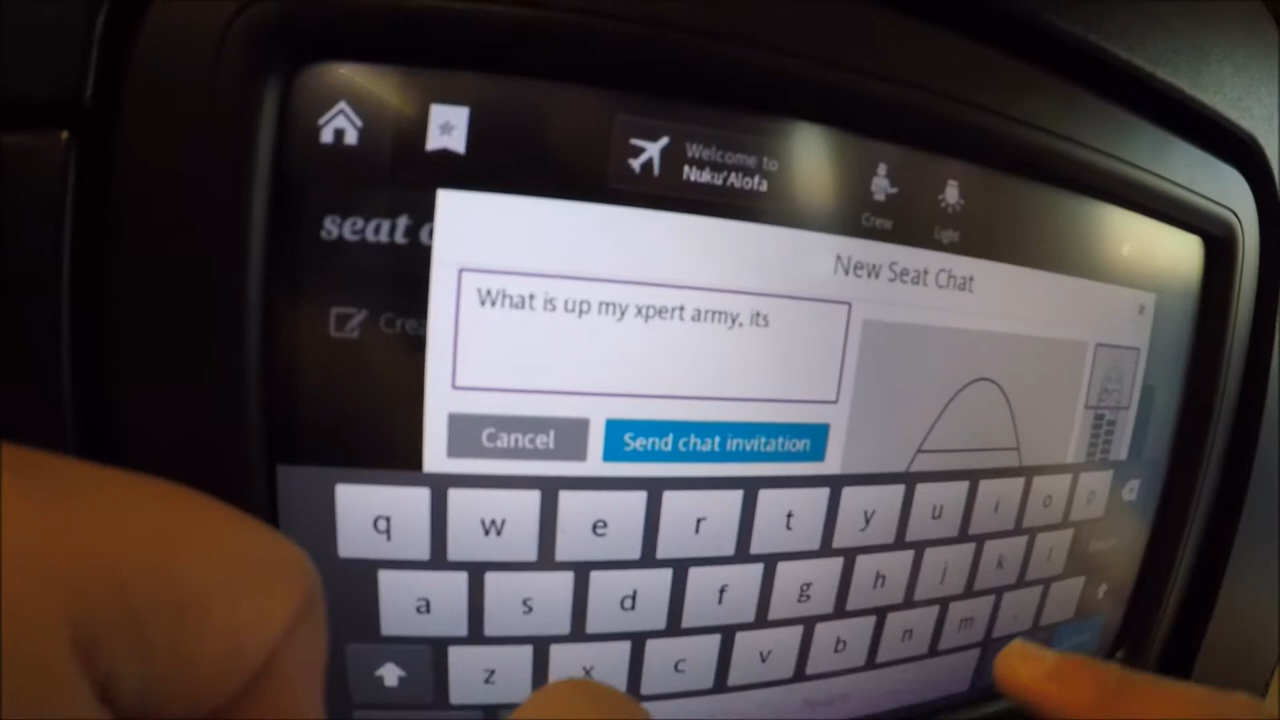 Welcome to
Nuku'Alofa
Crew
Light
seat
New Seat Chat
x
Crea
What is up my xpert army, its
Cancel
Send chat invitation
q w e r t y u i o p
a s d f g h j k l
z x c v b n m